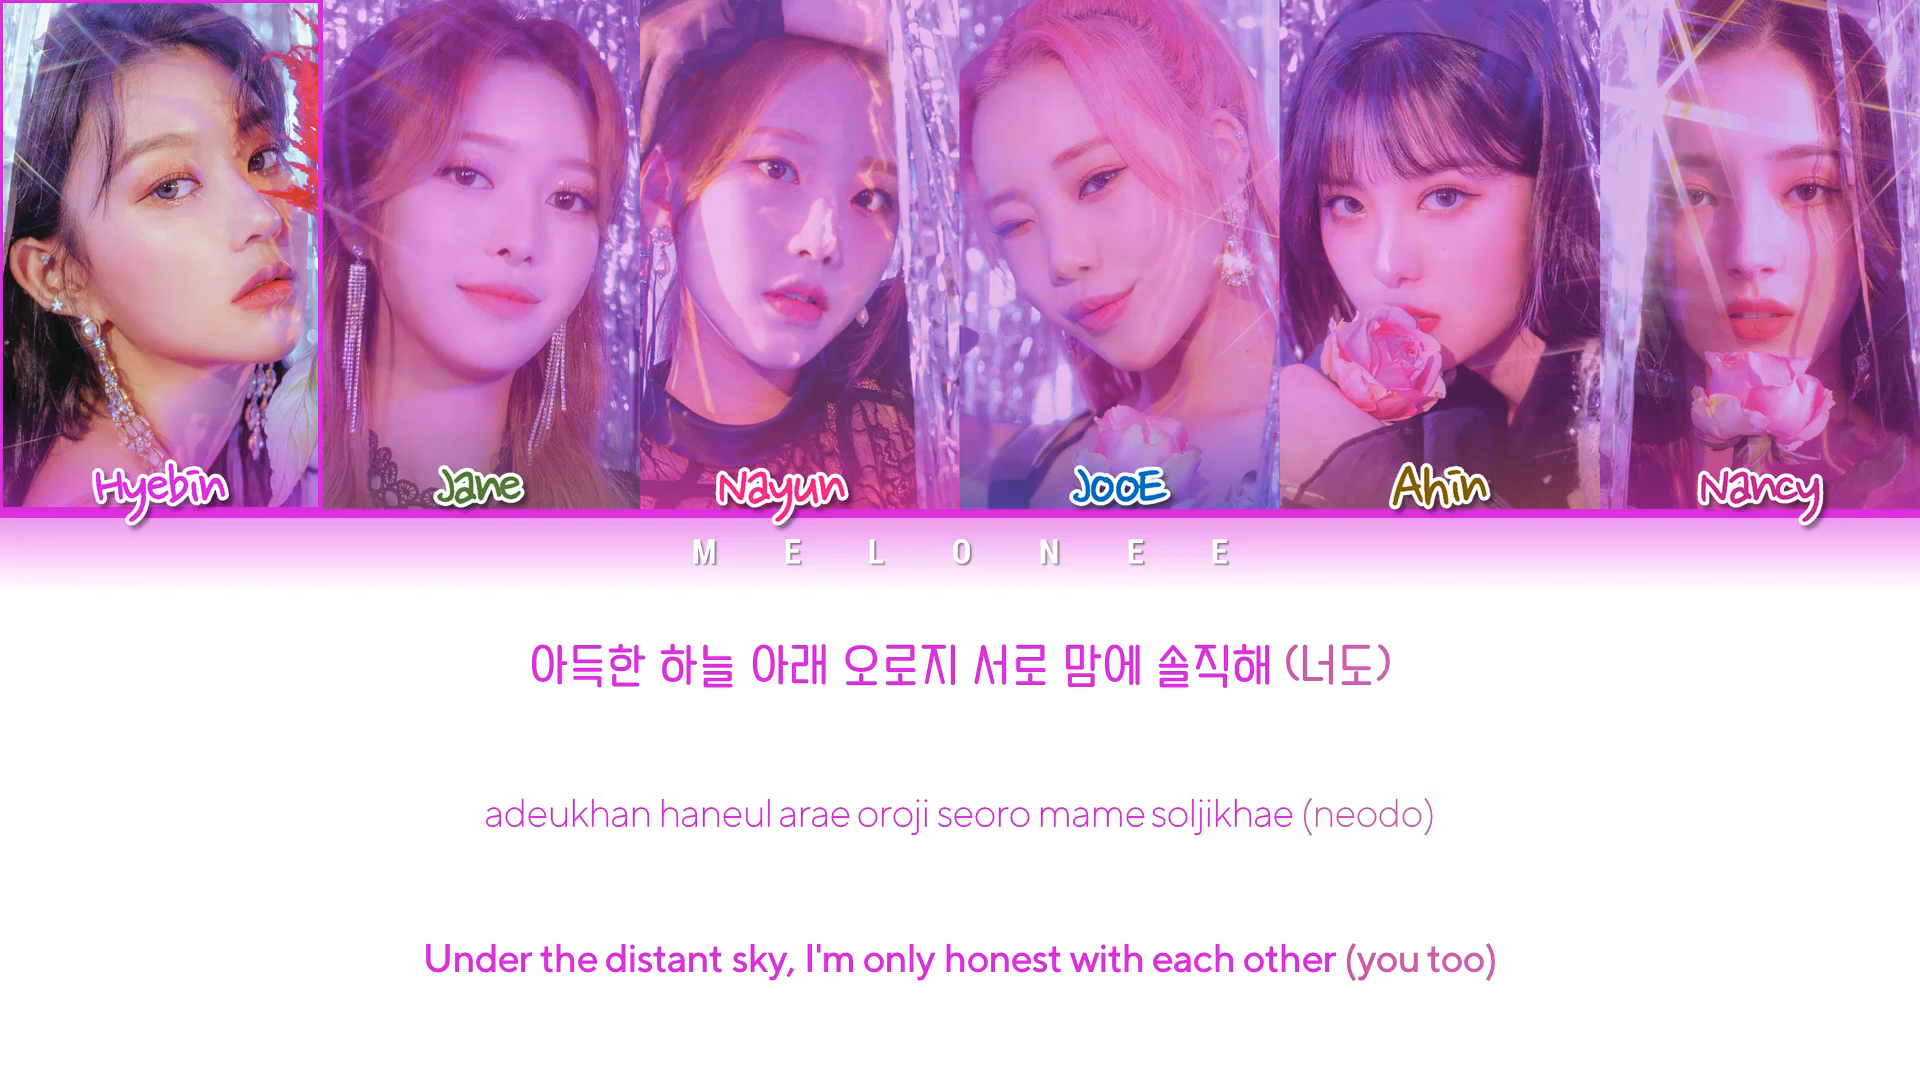 Hyebin Jane Nayun JooE Ahin Nancy
MELONEE
아득한 하늘 아래 오로지 서로 맘에 솔직해 (너도)
adeukhan haneul arae oroji seoro mame soljikhae (neodo)
Under the distant sky, I'm only honest with each other (you too)